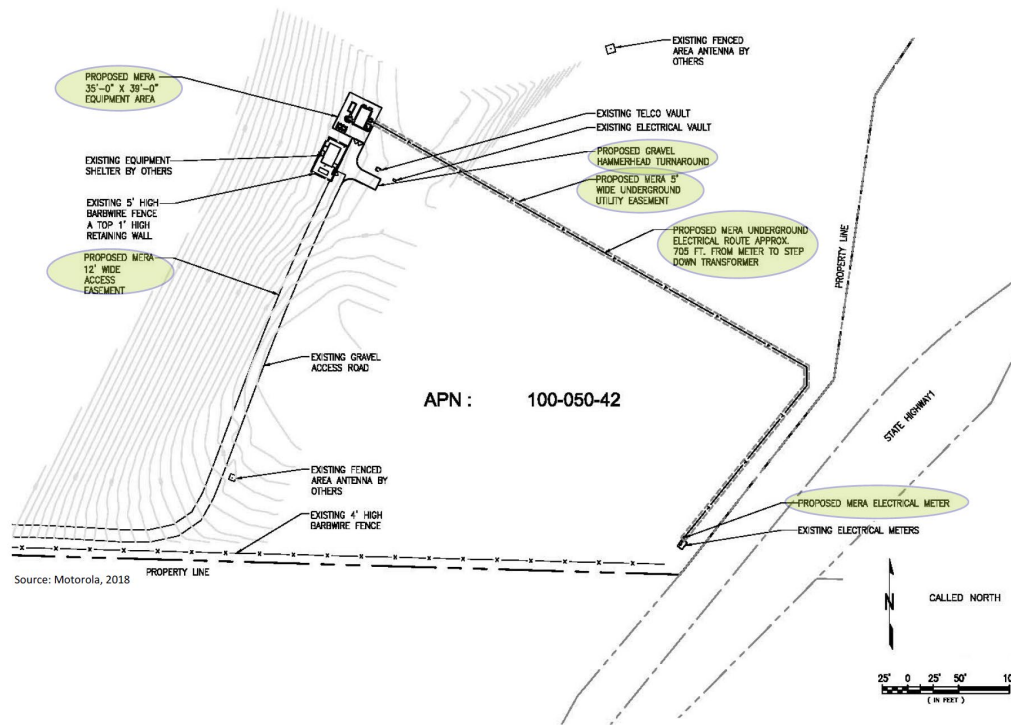 EXISTING FENCED
AREA ANTENNA BY
OTHERS
PROPOSED MERA
35'-0" X 39'-0"
EQUIPMENT AREA
EXISTING TELCO VAULT
EXISTING ELECTRICAL VAULT
PROPOSED GRAVEL
HAMMERHEAD TURNAROUND
EXISTING EQUIPMENT
SHELTER BY OTHERS
PROPOSED MERA 5'
WIDE UNDERGROUND
UTILITY EASEMENT
EXISTING 5' HIGH
BARBWIRE FENCE
A TOP 1' HIGH
RETAINING WALL
PROPOSED MERA UNDERGROUND
ELECTRICAL ROUTE APPROX.
705 FT. FROM METER TO STEP
DOWN TRANSFORMER
PROPERTY LINE
PROPOSED MERA
12' WIDE
ACCESS
EASEMENT
EXISTING GRAVEL
ACCESS ROAD
APN : 100-050-42
STATE HIGHWAY1
EXISTING FENCED
AREA ANTENNA BY
OTHERS
PROPOSED MERA ELECTRICAL METER
EXISTING 4' HIGH
BARBWIRE FENCE
EXISTING ELECTRICAL METERS
PROPERTY LINE
Source: Motorola, 2018
N
CALLED NORTH
25' 0 25' 50' 10
( IN FEET )